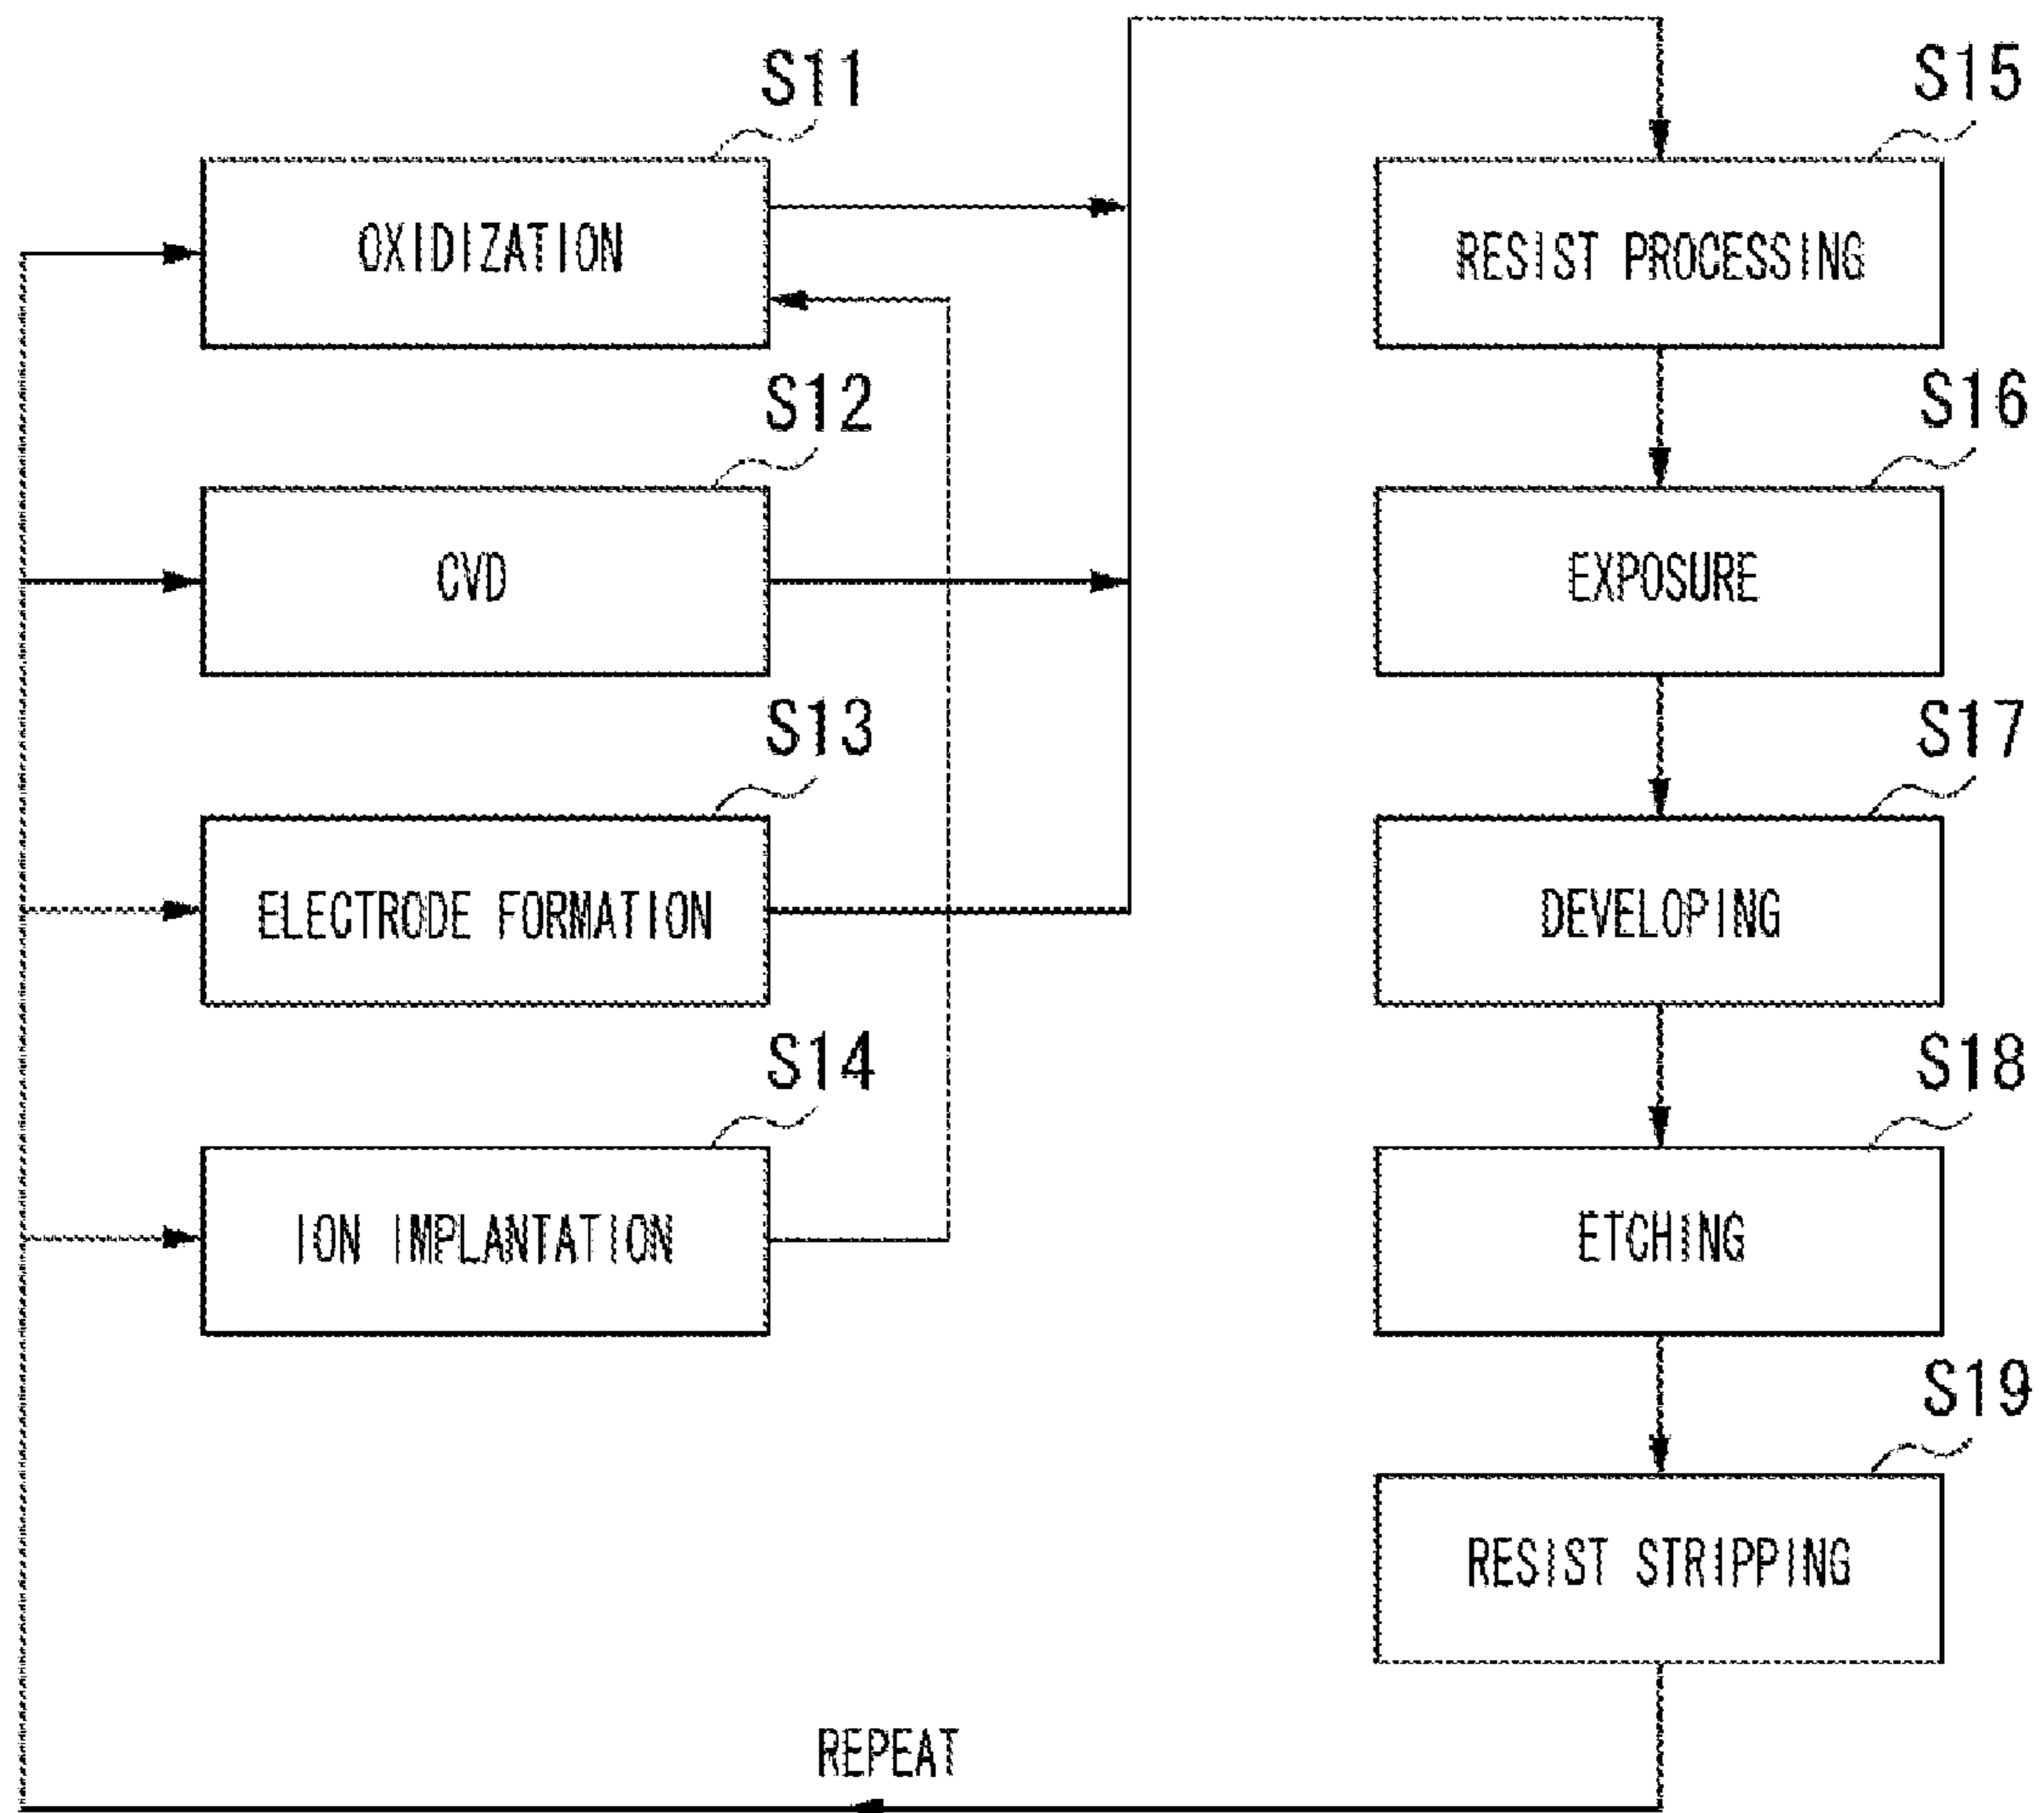 S11
OXIDIZATION
S12
CVD
S13
ELECTRODE FORMATION
S14
ION IMPLANTATION
S15
RESIST PROCESSING
S16
EXPOSURE
S17
DEVELOPING
S18
ETCHING
S19
RESIST STRIPPING
REPEAT